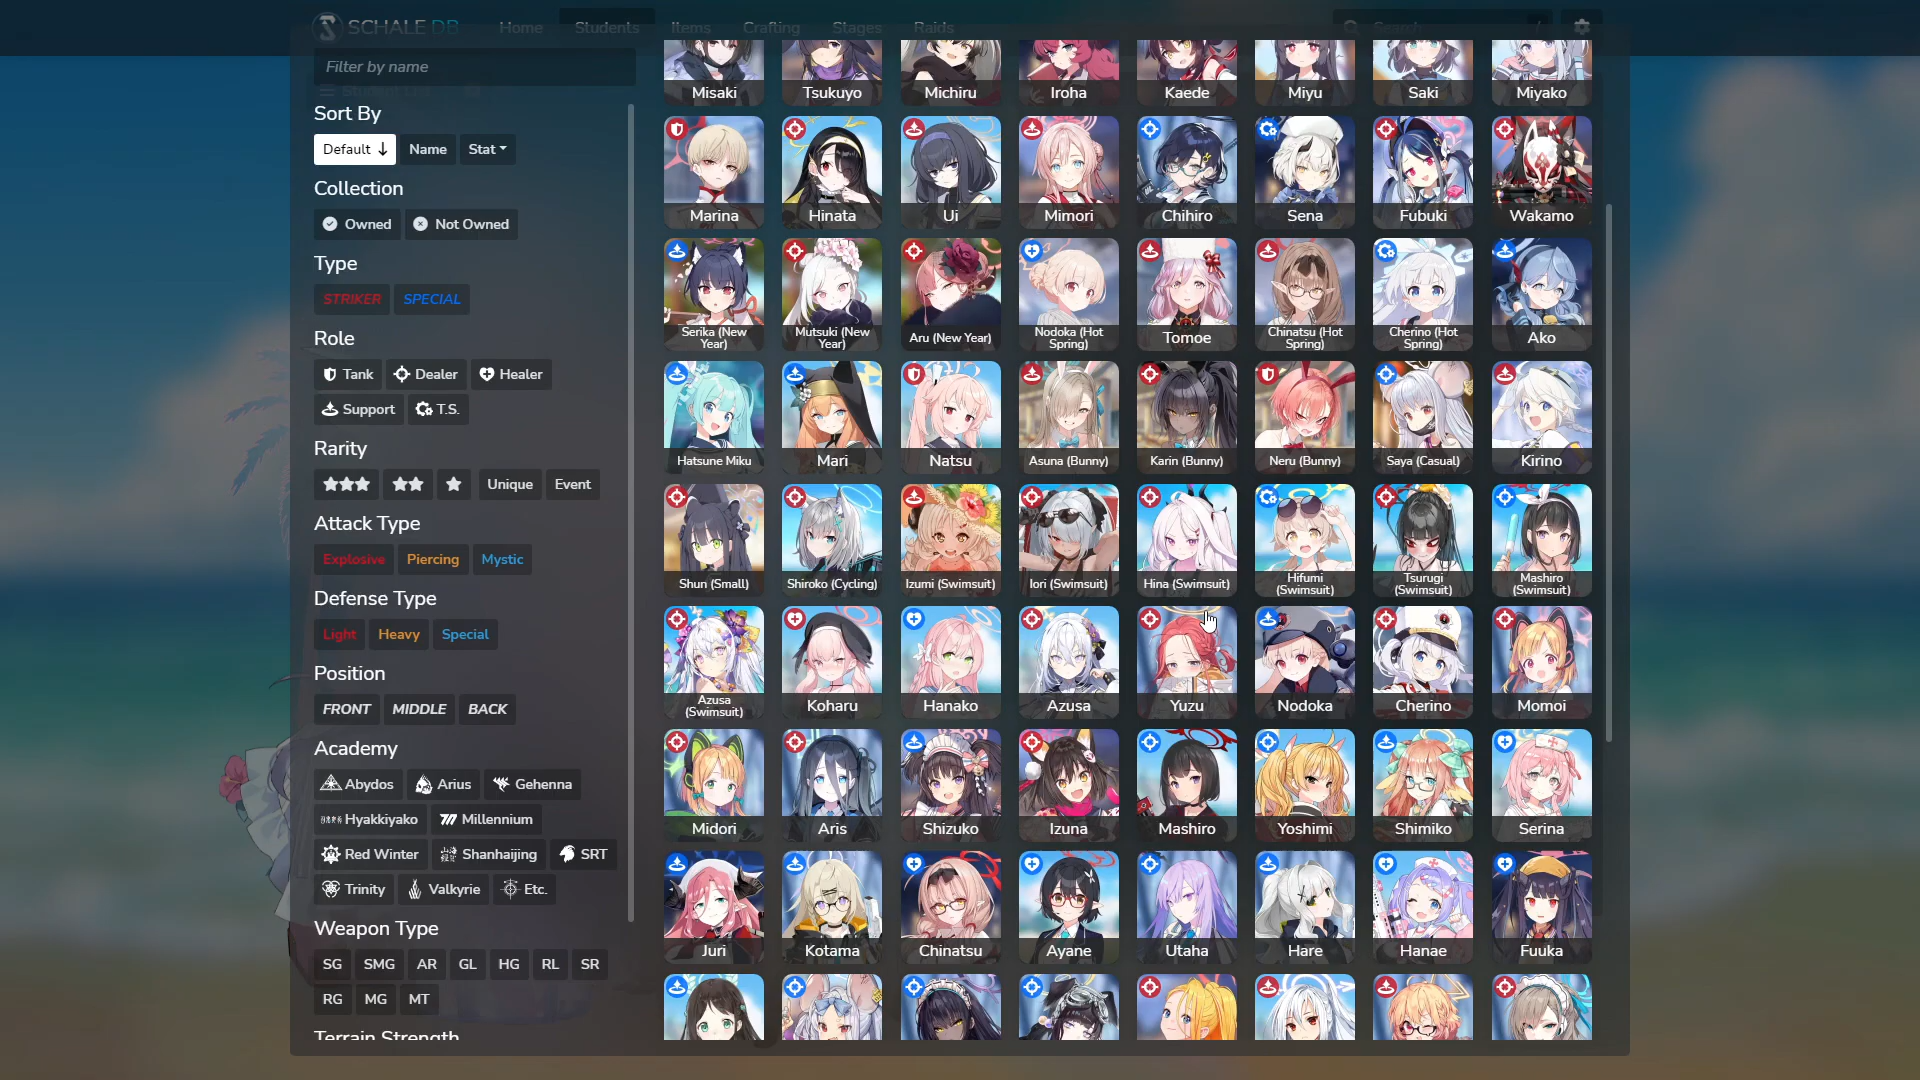 SCHALE DB
Home
Students
Items
Crafting
Stages
Raids
Search
Filter by name
Student List
Sort By
Default
Name
Stat
Collection
Owned
Not Owned
Type
STRIKER
SPECIAL
Role
Tank
Dealer
Healer
Support
T.S.
Rarity
Unique
Event
Attack Type
Explosive
Piercing
Mystic
Defense Type
Light
Heavy
Special
Position
FRONT
MIDDLE
BACK
Academy
Abydos
Arius
Gehenna
Hyakkiyako
Millennium
Red Winter
Shanhaijing
SRT
Trinity
Valkyrie
Etc.
Weapon Type
SG
SMG
AR
GL
HG
RL
SR
RG
MG
MT
Terrain Strength
Misaki
Tsukuyo
Michiru
Iroha
Kaede
Miyu
Saki
Miyako
Marina
Hinata
Ui
Mimori
Chihiro
Sena
Fubuki
Wakamo
Serika (New
Year)
Mutsuki (New
Year)
Aru (New Year)
Nodoka (Hot
Spring)
Tomoe
Chinatsu (Hot
Spring)
Cherino (Hot
Spring)
Ako
Hatsune Miku
Mari
Natsu
Asuna (Bunny)
Karin (Bunny)
Neru (Bunny)
Saya (Casual)
Kirino
Shun (Small)
Shiroko (Cycling)
Izumi (Swimsuit)
Iori (Swimsuit)
Hina (Swimsuit)
Hifumi
(Swimsuit)
Tsurugi
(Swimsuit)
Mashiro
(Swimsuit)
Azusa
(Swimsuit)
Koharu
Hanako
Azusa
Yuzu
Nodoka
Cherino
Momoi
Midori
Aris
Shizuko
Izuna
Mashiro
Yoshimi
Shimiko
Serina
Juri
Kotama
Chinatsu
Ayane
Utaha
Hare
Hanae
Fuuka